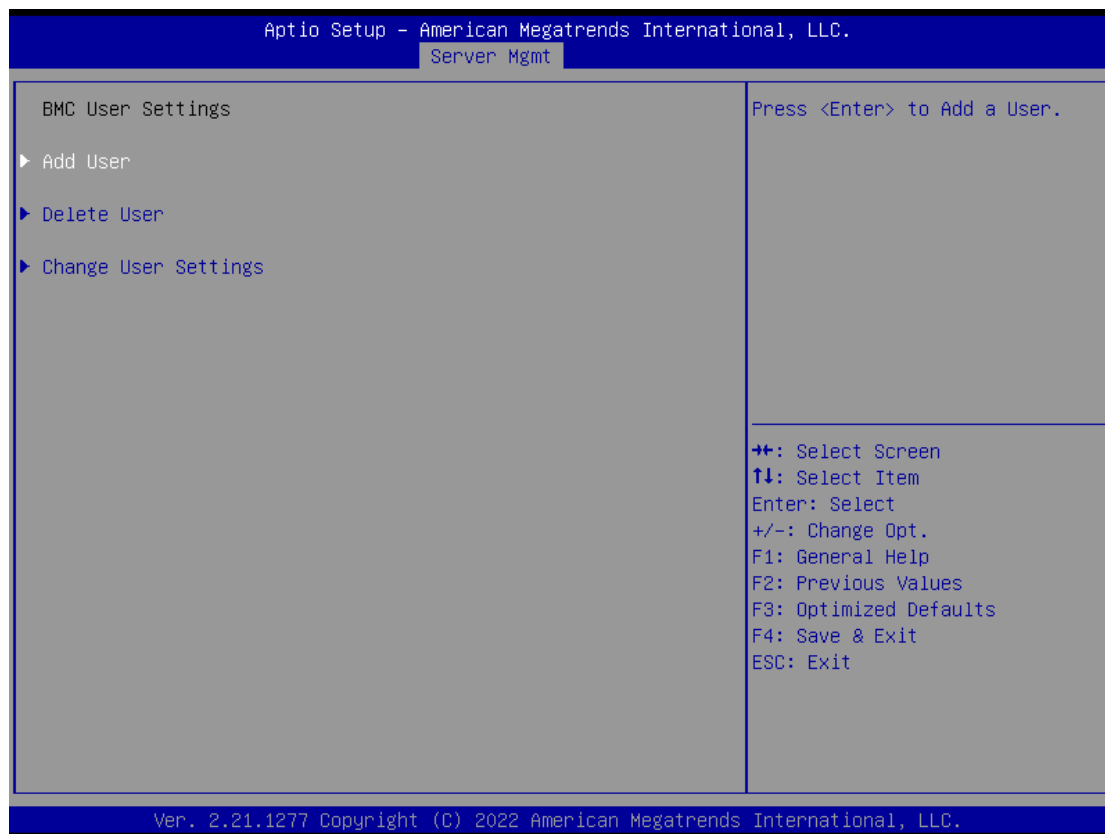 Aptio Setup – American Megatrends International, LLC.
Server Mgmt
BMC User Settings
Add User
Delete User
Change User Settings
Press <Enter> to Add a User.
→←: Select Screen
↑↓: Select Item
Enter: Select
+/-: Change Opt.
F1: General Help
F2: Previous Values
F3: Optimized Defaults
F4: Save & Exit
ESC: Exit
Ver. 2.21.1277 Copyright (C) 2022 American Megatrends International, LLC.